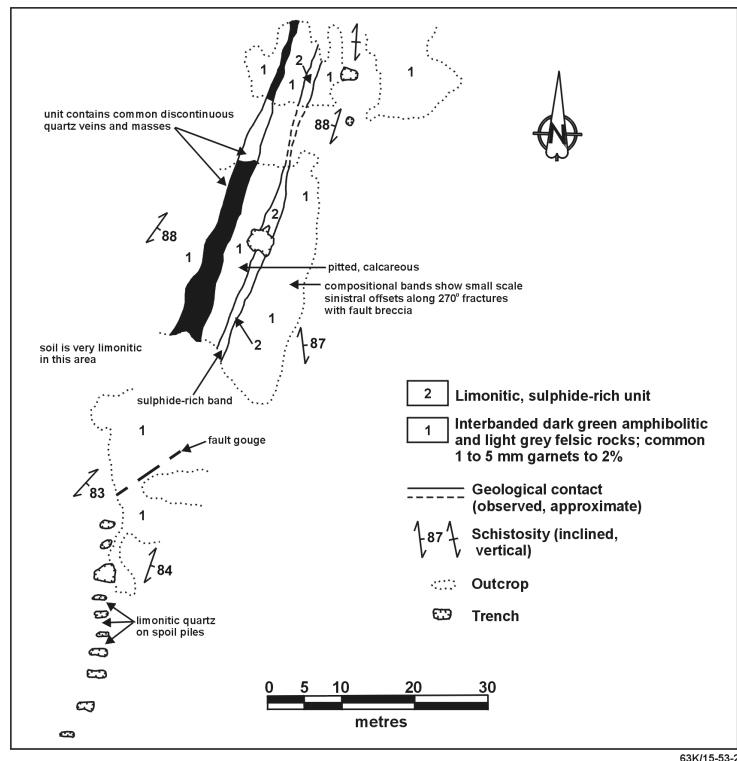 1
2
1
1
1
88
N
unit contains common discontinuous
quartz veins and masses
1
2
88
1
1
pitted, calcareous
compositional bands show small scale
sinistral offsets along 270° fractures
with fault breccia
1
87
2
soil is very limonitic
in this area
sulphide-rich band
2 Limonitic, sulphide-rich unit
1 Interbanded dark green amphibolitic
and light grey felsic rocks; common
1 to 5 mm garnets to 2%
Geological contact
(observed, approximate)
87 Schistosity (inclined,
vertical)
Outcrop
Trench
1
fault gouge
83
1
84
limonitic quartz
on spoil piles
0 5 10 20 30
metres
63K/15-53-2